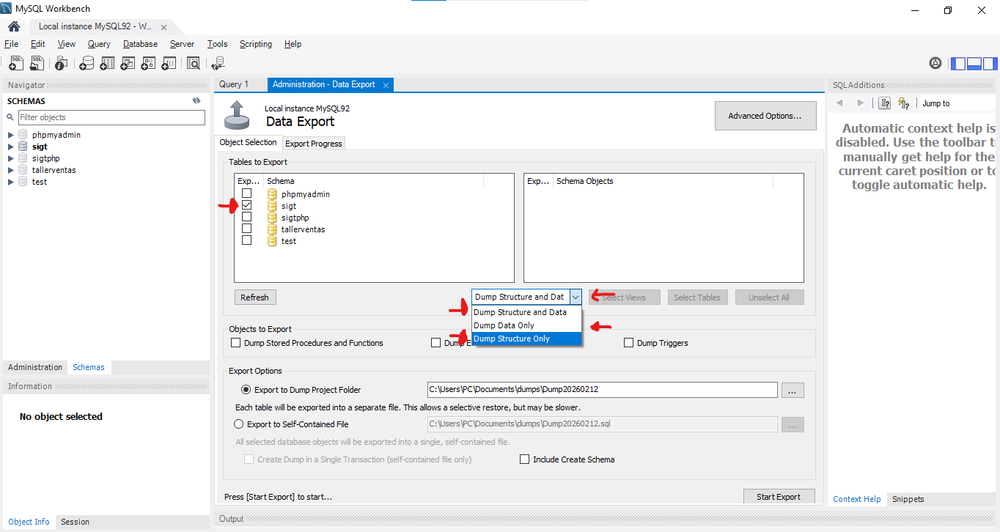 MySQL Workbench
Local instance MySQL92 - W...
File Edit View Query Database Server Tools Scripting Help
Navigator
SCHEMAS
Filter objects
phpmyadmin
sigt
sigtphp
tallerventas
test
Administration Schemas
Information
No object selected
Object Info Session
Query 1
Administration - Data Export
Local instance MySQL92
Data Export
Advanced Options...
Object Selection Export Progress
Tables to Export
Exp... Schema
phpmyadmin
sigt
sigtphp
tallerventas
test
Exp... Schema Objects
Refresh
Dump Structure and Dat
Select Views
Select Tables
Unselect All
Dump Structure and Data
Dump Data Only
Dump Structure Only
Objects to Export
Dump Stored Procedures and Functions
Dump E
Dump Triggers
Export Options
Export to Dump Project Folder
C:\Users\PC\Documents\dumps\Dump20260212
...
Each table will be exported into a separate file. This allows a selective restore, but may be slower.
Export to Self-Contained File
C:\Users\PC\Documents\dumps\Dump20260212.sql
...
All selected database objects will be exported into a single, self-contained file.
Create Dump in a Single Transaction (self-contained file only)
Include Create Schema
Press [Start Export] to start...
Start Export
Output
SQLAdditions
Jump to
Automatic context help is
disabled. Use the toolbar t
manually get help for the
current caret position or to
toggle automatic help.
Context Help Snippets